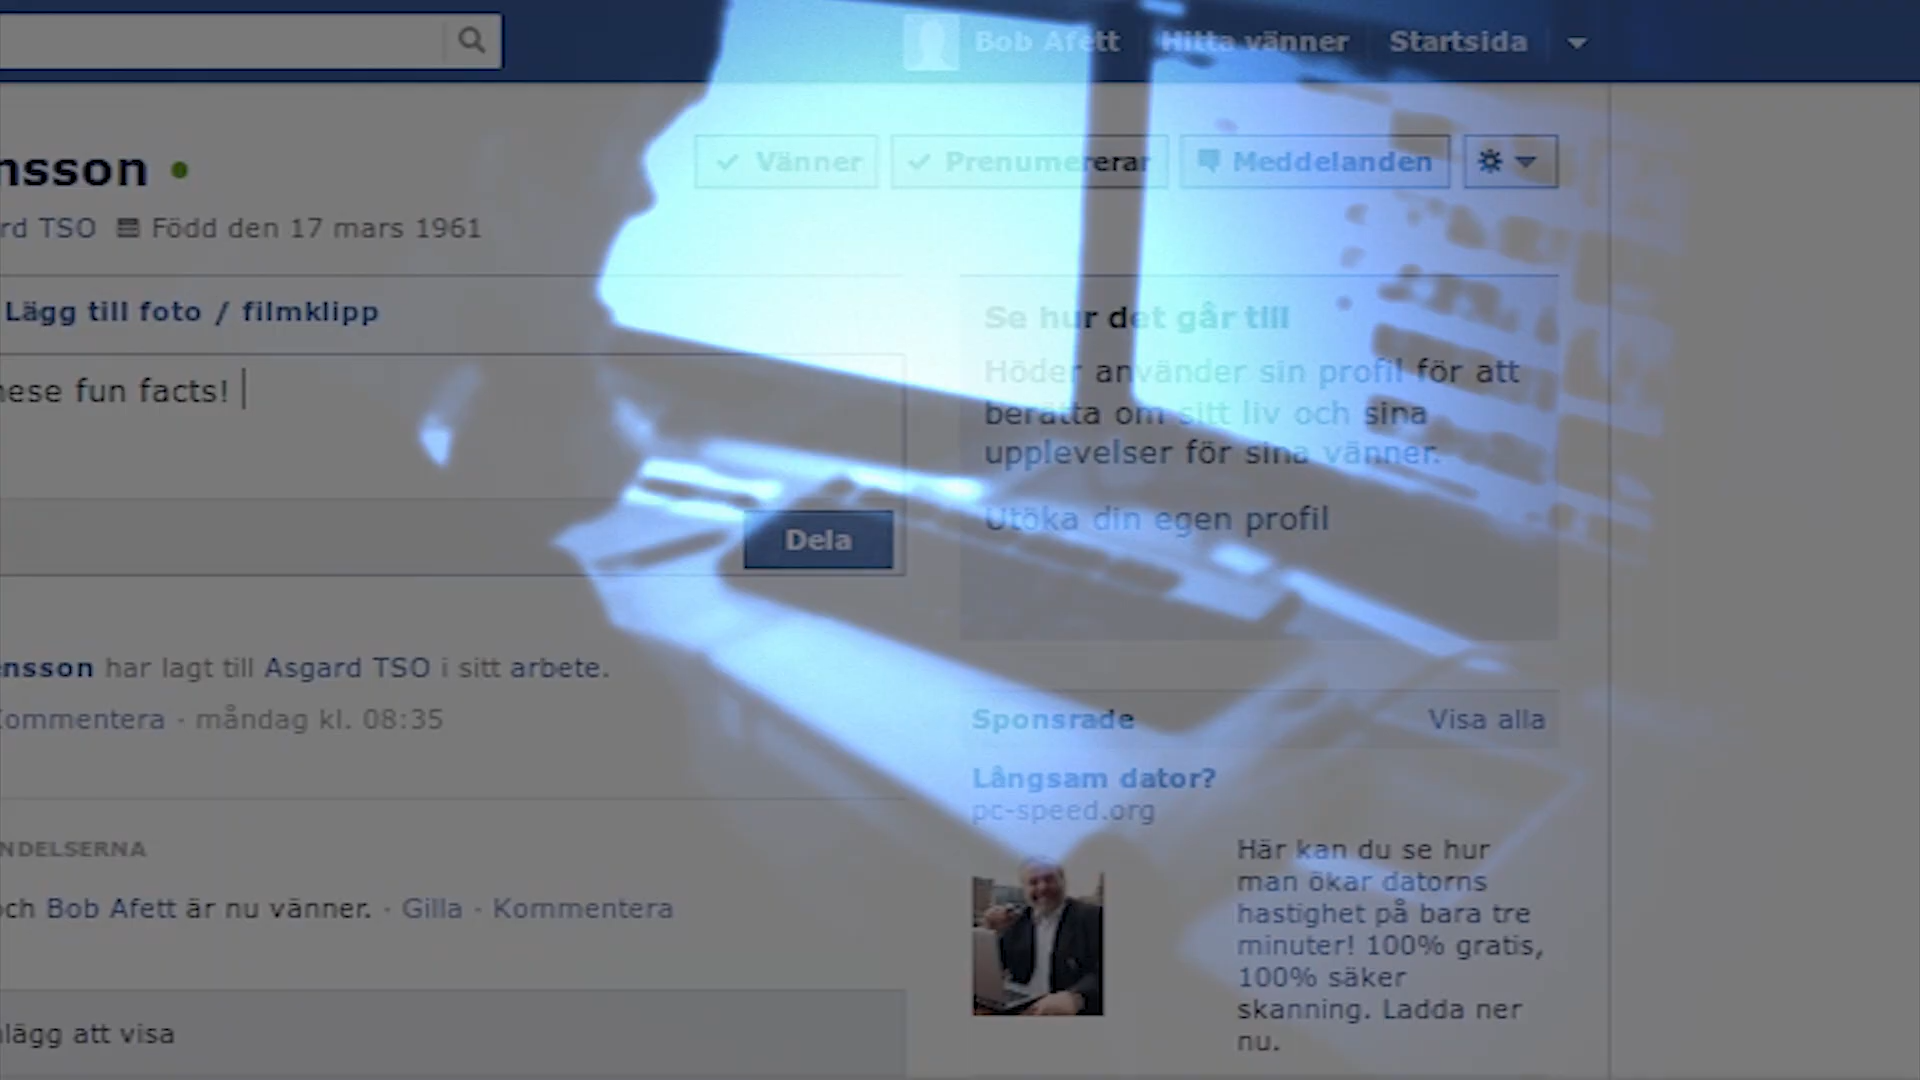 Bob Afett Hitta vänner Startsida
nsson
Vänner Prenumererar Meddelanden
rd TSO Född den 17 mars 1961
Lägg till foto / filmklipp
Se hur det går till
Höder använder sin profil för att
berätta om sitt liv och sina
upplevelser för sina vänner.
nese fun facts!
Utöka din egen profil
Dela
nsson har lagt till Asgard TSO i sitt arbete.
Kommentera · måndag kl. 08:35
Sponsrade Visa alla
Långsam dator?
pc-speed.org
Här kan du se hur
man ökar datorns
hastighet på bara tre
minuter! 100% gratis,
100% säker
skanning. Ladda ner
nu.
NDELSERNA
och Bob Afett är nu vänner. · Gilla · Kommentera
lägg att visa